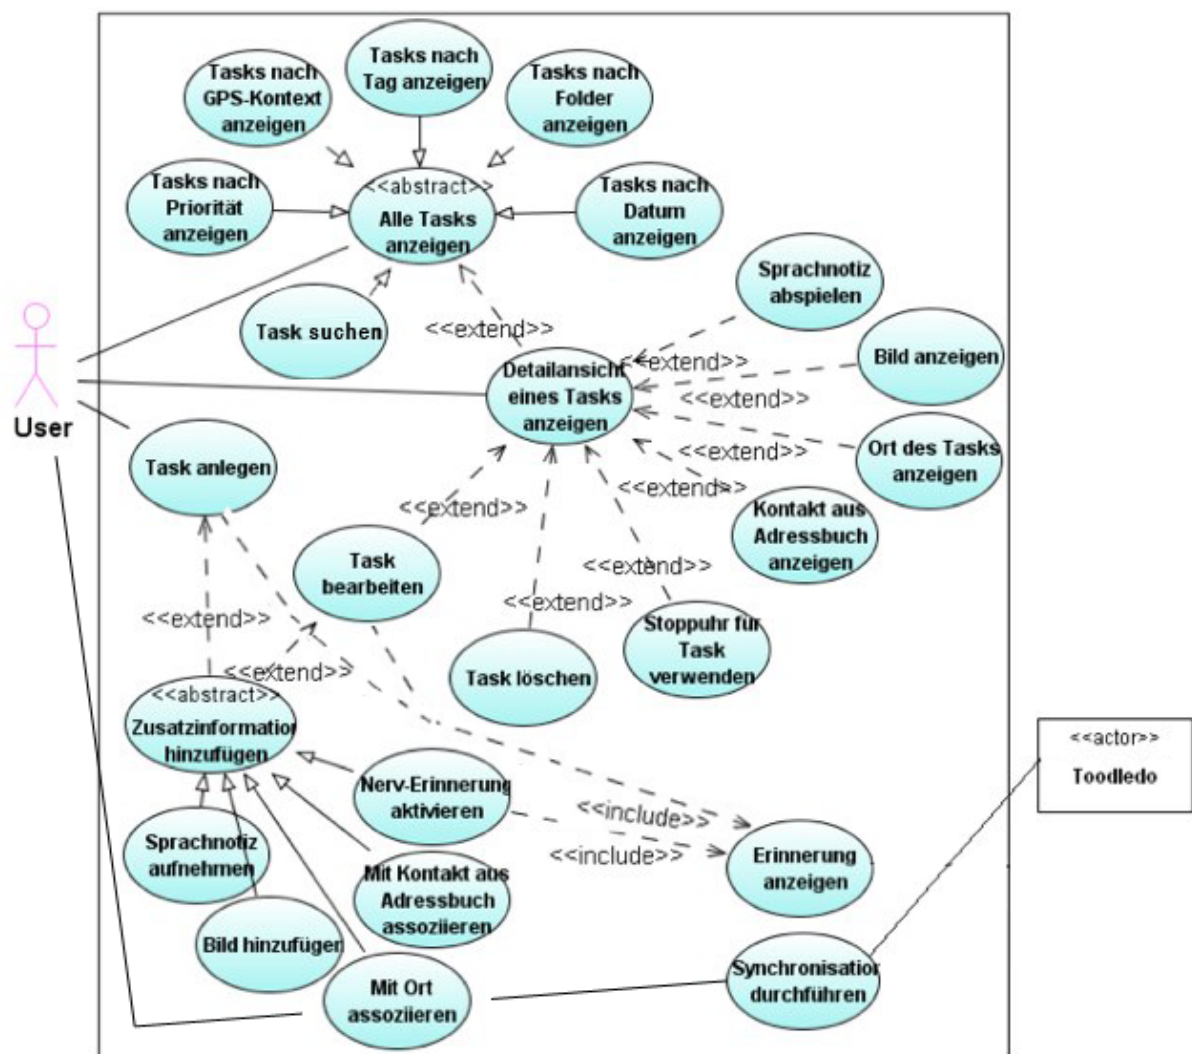 Tasks nach
Tag anzeigen
Tasks nach
GPS-Kontext
anzeigen
Tasks nach
Folder
anzeigen
Tasks nach
Priorität
anzeigen
<<abstract>>
Alle Tasks
anzeigen
Tasks nach
Datum
anzeigen
Sprachnotiz
abspielen
Task suchen
<<extend>>
<<extend>>
Bild anzeigen
Detailansicht
eines Tasks
anzeigen
<<extend>>
User
Task anlegen
<<extend>>
Ort des Tasks
anzeigen
<<extend>>
<<extend>>
Kontakt aus
Adressbuch
anzeigen
Task
bearbeiten
<<extend>>
<<extend>>
<<extend>>
Stoppuhr für
Task
verwenden
<<extend>>
Task löschen
<<abstract>>
Zusatzinformation
hinzufügen
<<actor>>
Toodledo
Nerv-Erinnerung
aktivieren
<<include>>
<<include>>
Sprachnotiz
aufnehmen
Erinnerung
anzeigen
Mit Kontakt aus
Adressbuch
assoziieren
Bild hinzufüger
Mit Ort
assoziieren
Synchronisation
durchführen